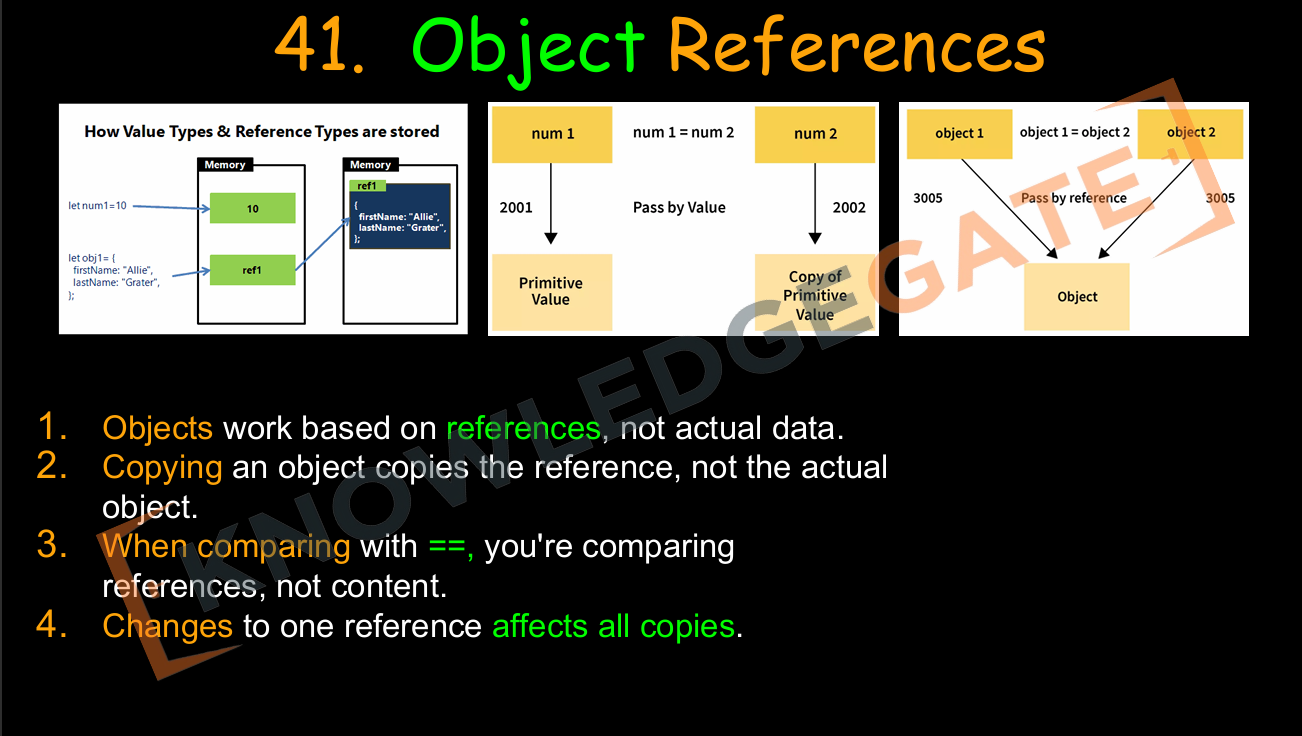 41. Object References
How Value Types & Reference Types are stored
Memory
Memory
let num1=10
10
ref1
{
firstName: "Allie",
lastName: "Grater",
};
let obj1= {
firstName: "Allie",
lastName: "Grater",
};
ref1
num 1
num 1 = num 2
num 2
2001
Pass by Value
2002
Primitive
Value
Copy of
Primitive
Value
object 1
object 1 = object 2
object 2
3005
Pass by reference
3005
Object
1. Objects work based on references, not actual data.
2. Copying an object copies the reference, not the actual
object.
3. When comparing with ==, you're comparing
references, not content.
4. Changes to one reference affects all copies.
KNOWLEDGEGATE